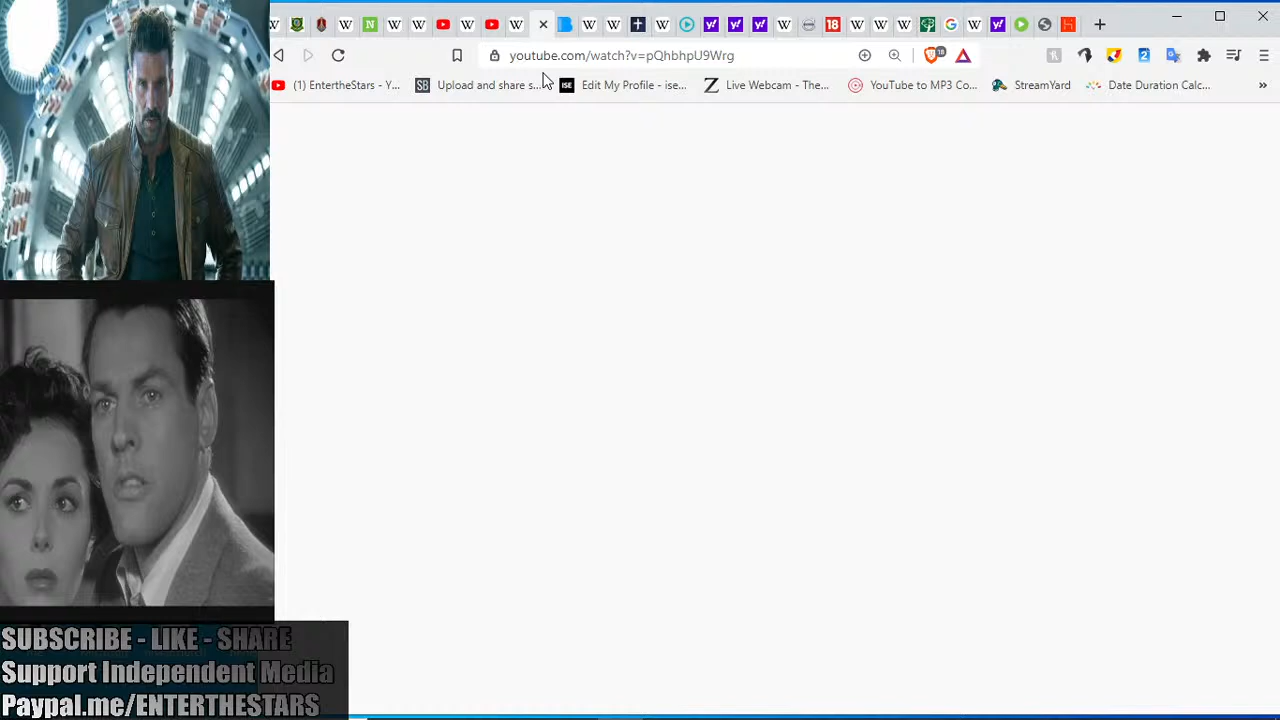 youtube.com/watch?v=pQhbhpU9Wrg
(1) EntertheStars - Y... Upload and share s... Edit My Profile - ise... Live Webcam - The... YouTube to MP3 Co... StreamYard Date Duration Calc... »
SUBSCRIBE - LIKE - SHARE
Support Independent Media
Paypal.me/ENTERTHESTARS